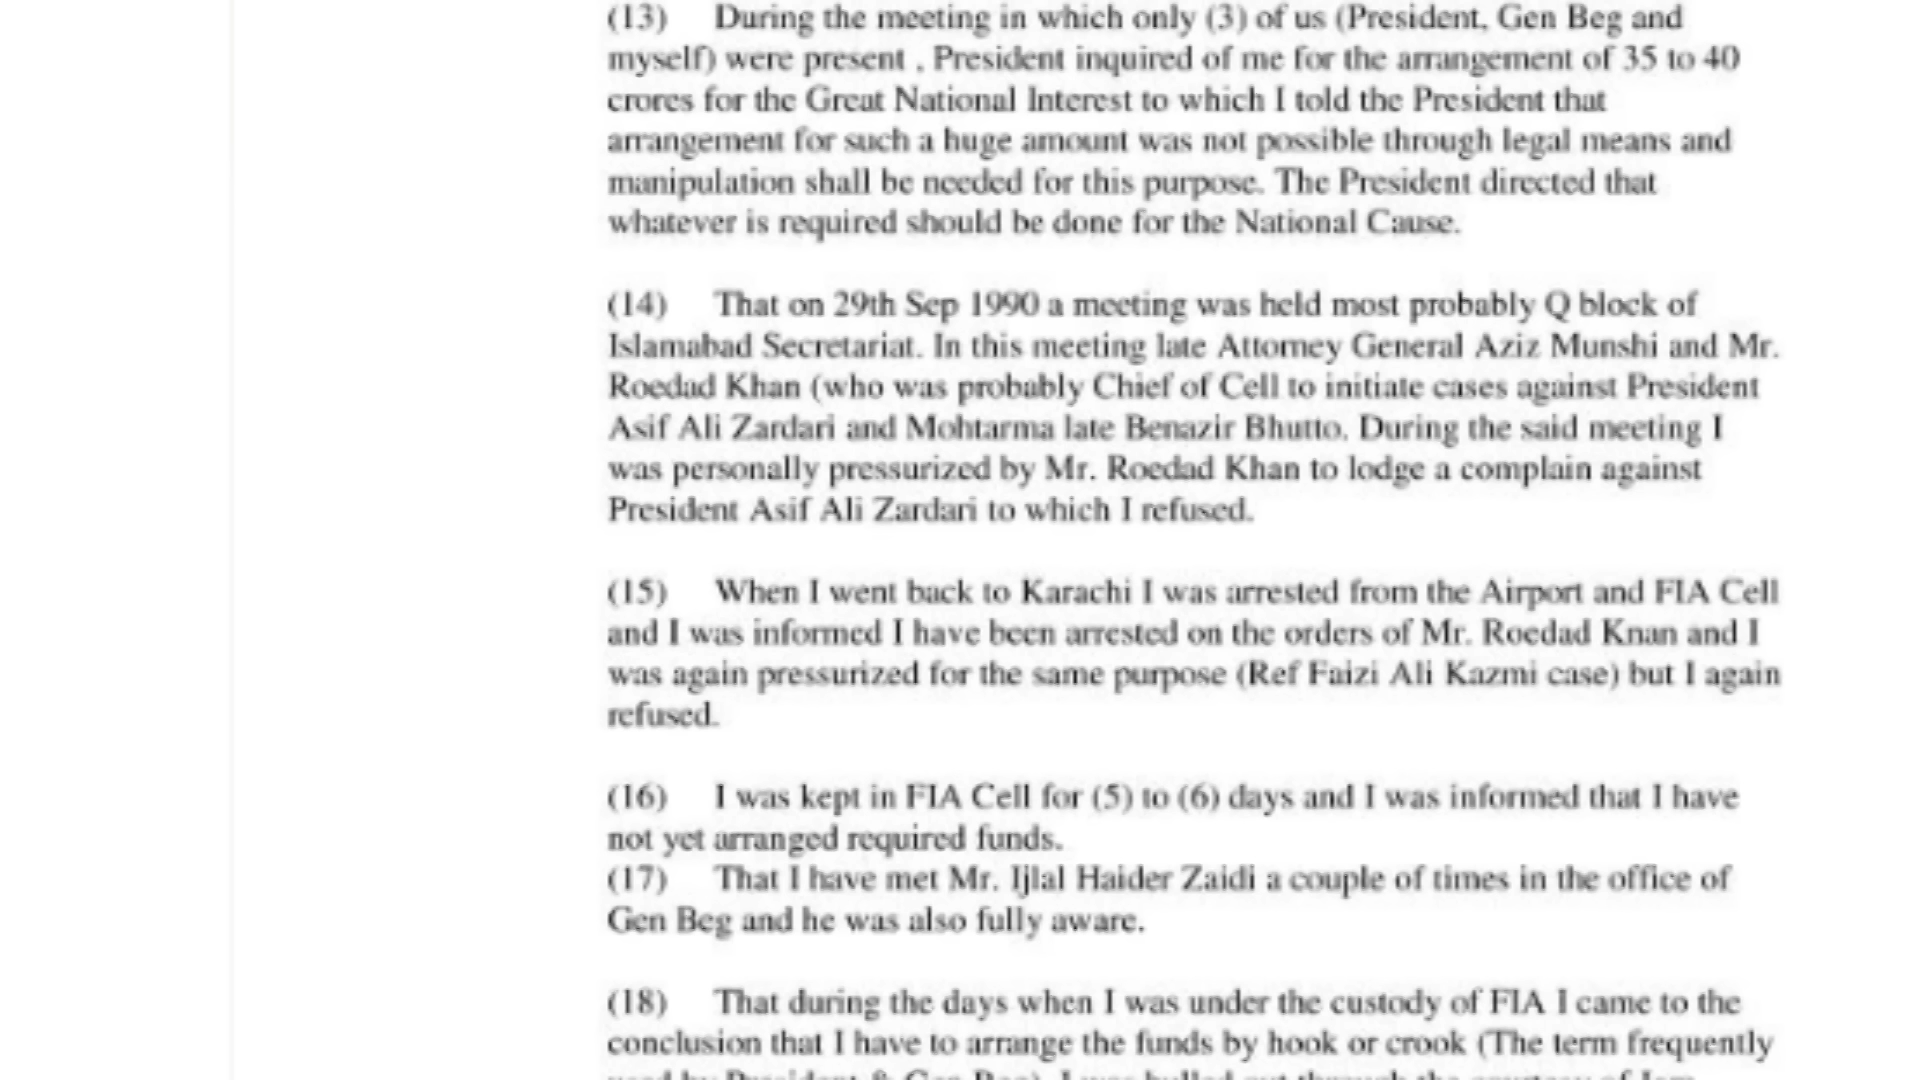 (13) During the meeting in which only (3) of us (President, Gen Beg and
myself) were present , President inquired of me for the arrangement of 35 to 40
crores for the Great National Interest to which I told the President that
arrangement for such a huge amount was not possible through legal means and
manipulation shall be needed for this purpose. The President directed that
whatever is required should be done for the National Cause.
(14) That on 29th Sep 1990 a meeting was held most probably Q block of
Islamabad Secretariat. In this meeting late Attorney General Aziz Munshi and Mr.
Roedad Khan (who was probably Chief of Cell to initiate cases against President
Asif Ali Zardari and Mohtarma late Benazir Bhutto. During the said meeting I
was personally pressurized by Mr. Roedad Khan to lodge a complain against
President Asif Ali Zardari to which I refused.
(15) When I went back to Karachi I was arrested from the Airport and FIA Cell
and I was informed I have been arrested on the orders of Mr. Roedad Knan and I
was again pressurized for the same purpose (Ref Faizi Ali Kazmi case) but I again
refused.
(16) I was kept in FIA Cell for (5) to (6) days and I was informed that I have
not yet arranged required funds.
(17) That I have met Mr. Ijlal Haider Zaidi a couple of times in the office of
Gen Beg and he was also fully aware.
(18) That during the days when I was under the custody of FIA I came to the
conclusion that I have to arrange the funds by hook or crook (The term frequently